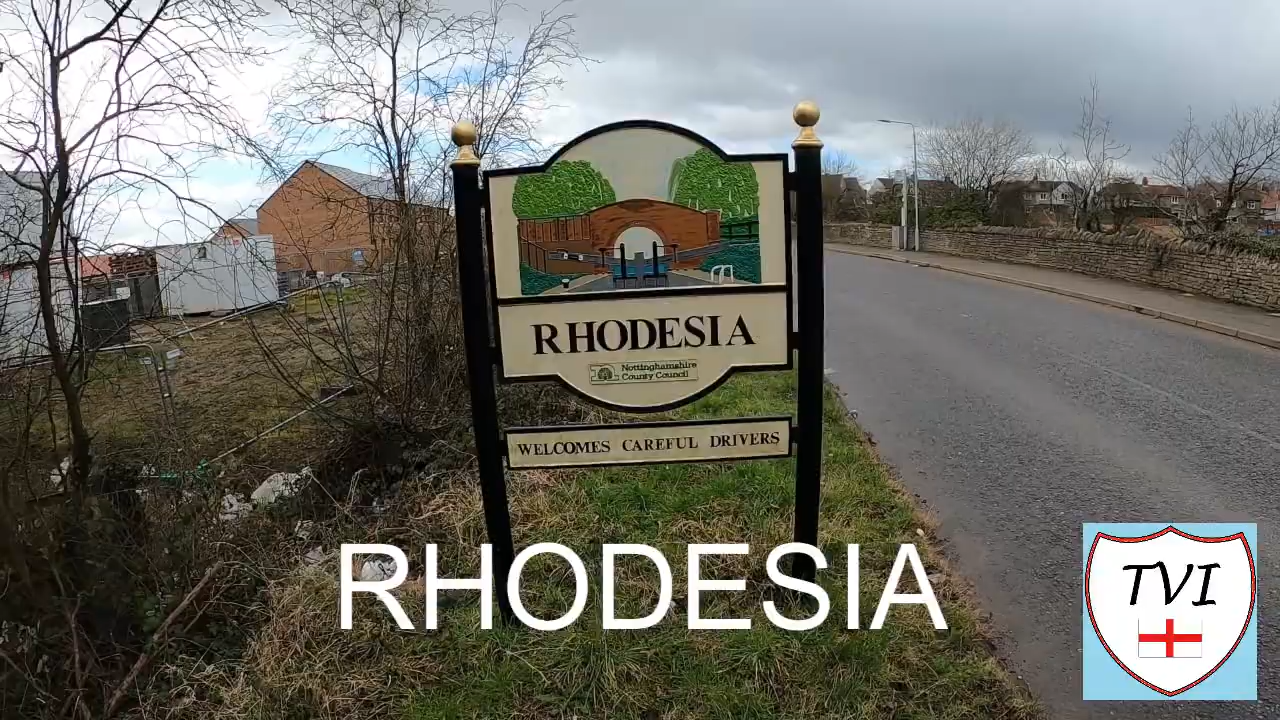 RHODESIA
Nottinghamshire
County Council
WELCOMES CAREFUL DRIVERS
RHODESIA
TVI